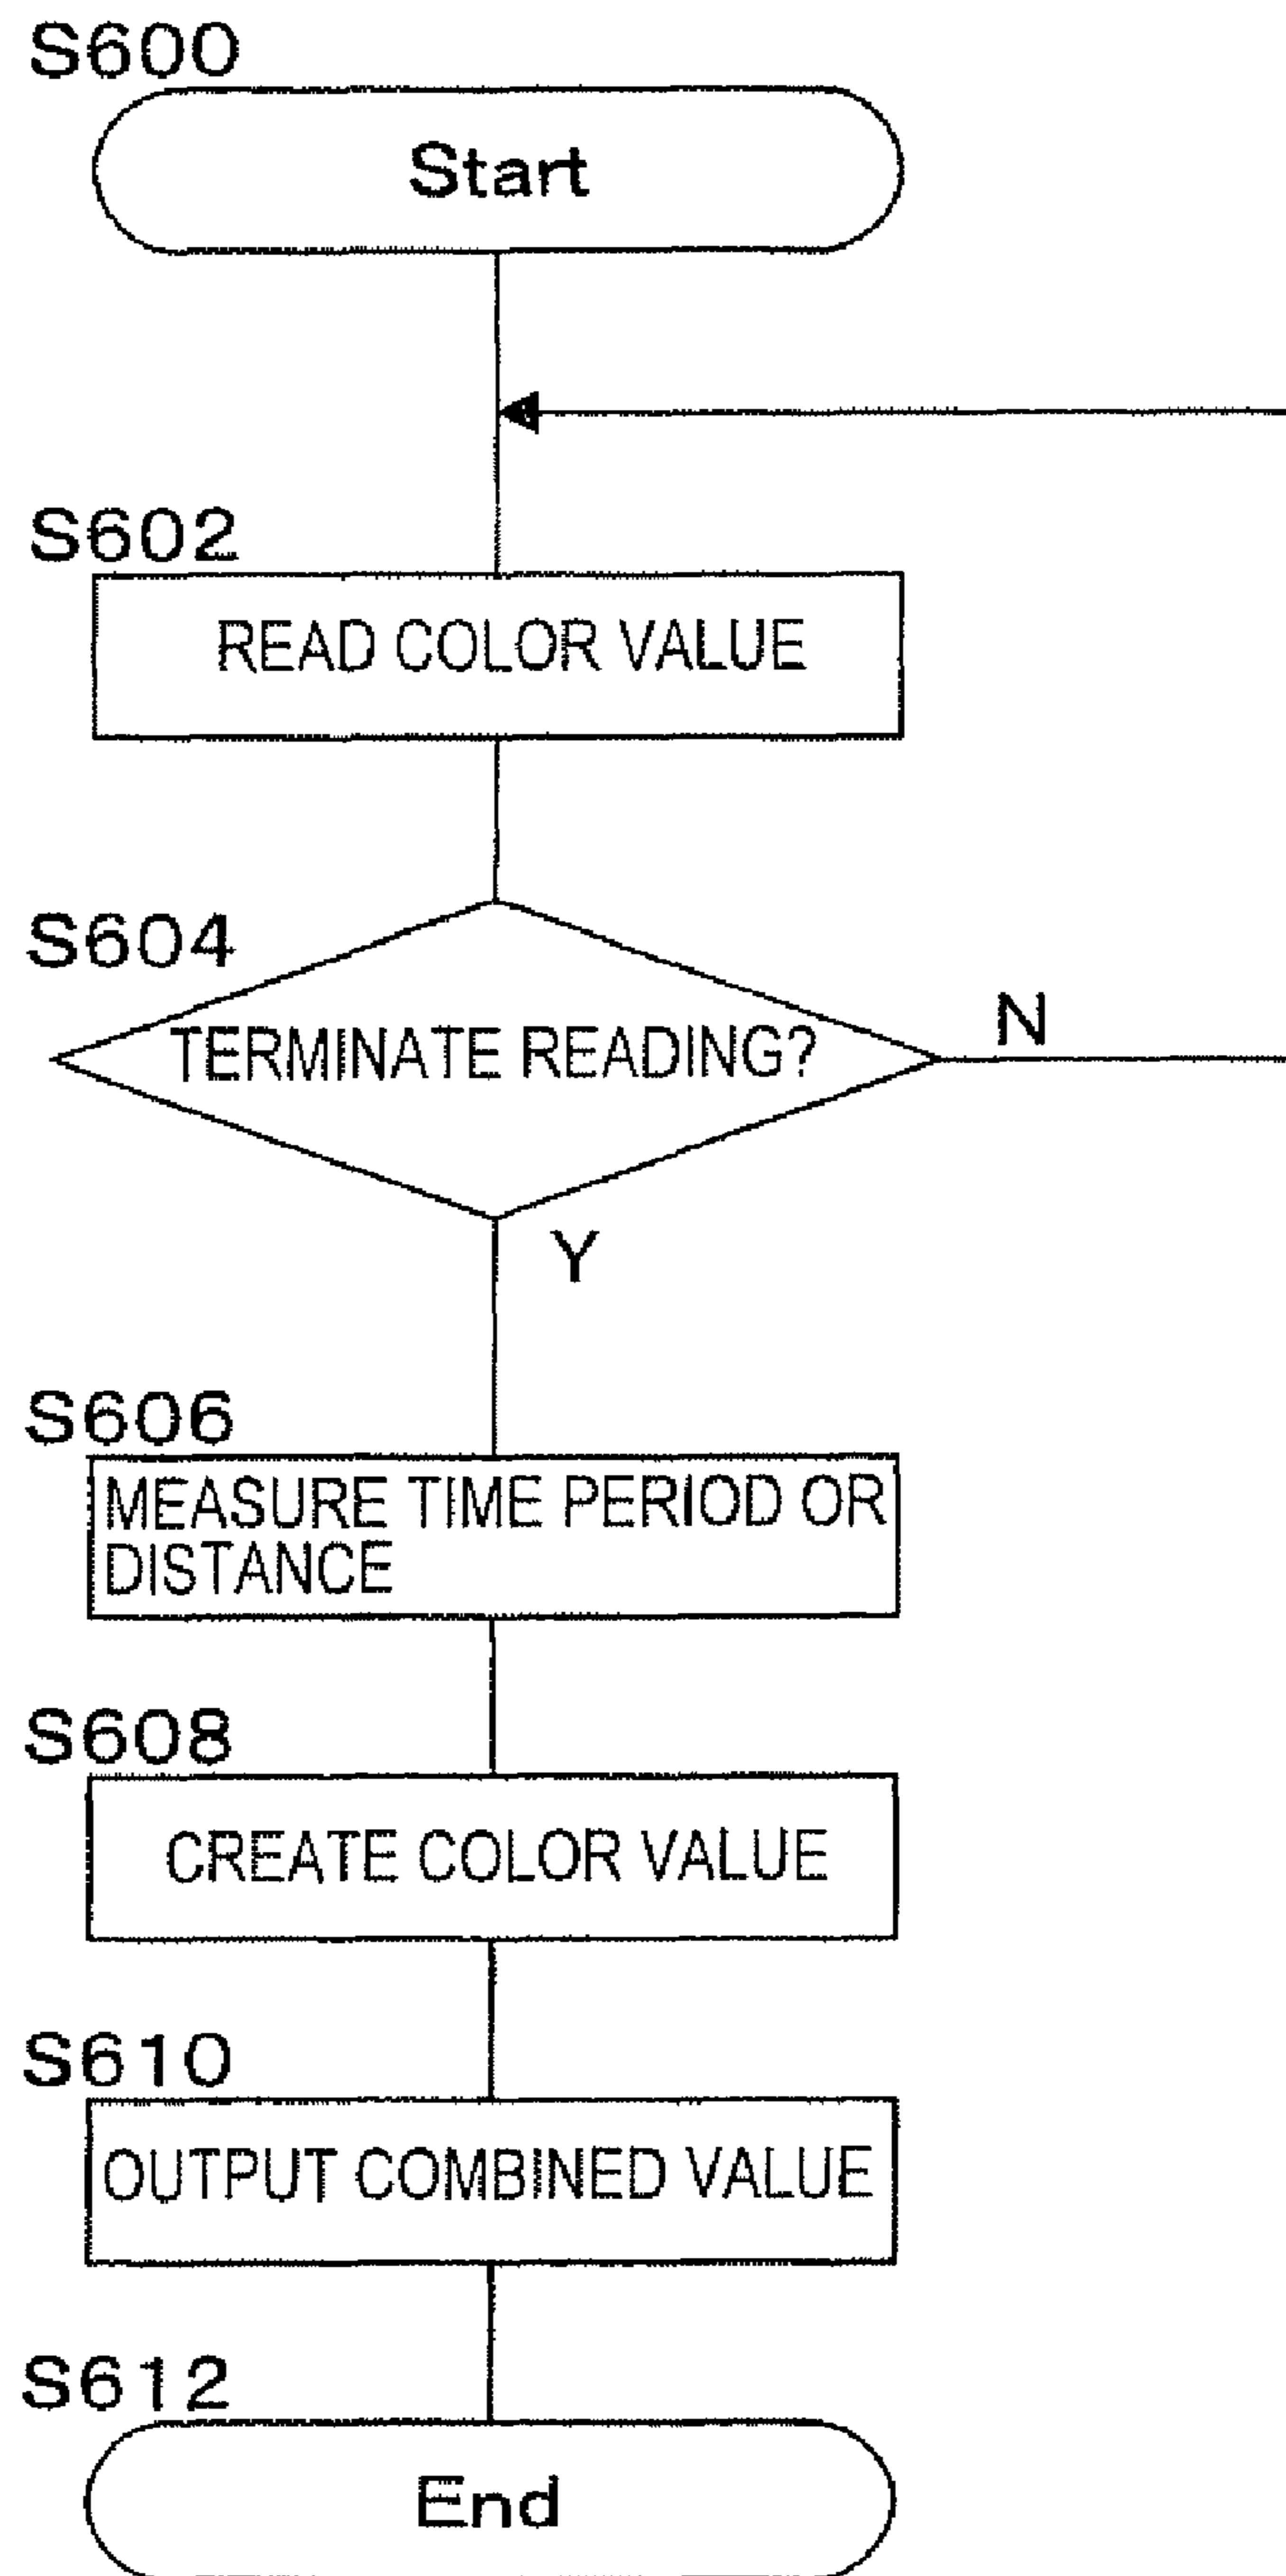 S600
Start
S602
READ COLOR VALUE
S604
TERMINATE READING?
N
Y
S606
MEASURE TIME PERIOD OR
DISTANCE
S608
CREATE COLOR VALUE
S610
OUTPUT COMBINED VALUE
S612
End